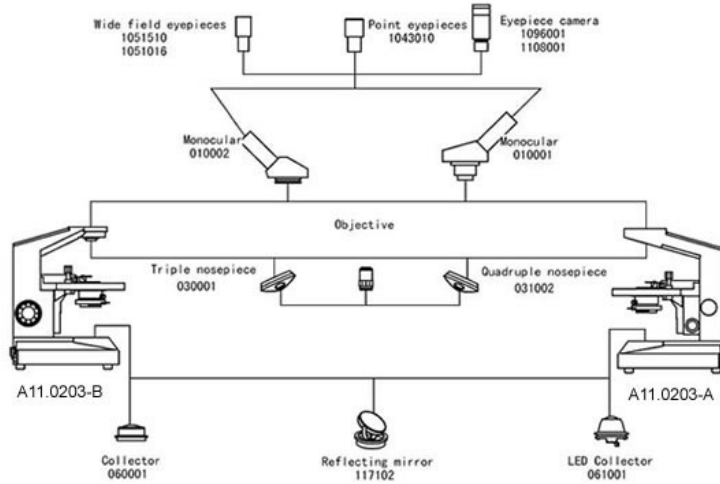 Wide field eyepieces
1051510
1051016
Point eyepieces
1043010
Eyepiece camera
1096001
1108001
Monocular
010002
Monocular
010001
Objective
Triple nosepiece
030001
Quadruple nosepiece
031002
A11.0203-B
A11.0203-A
Collector
060001
Reflecting mirror
117102
LED Collector
061001